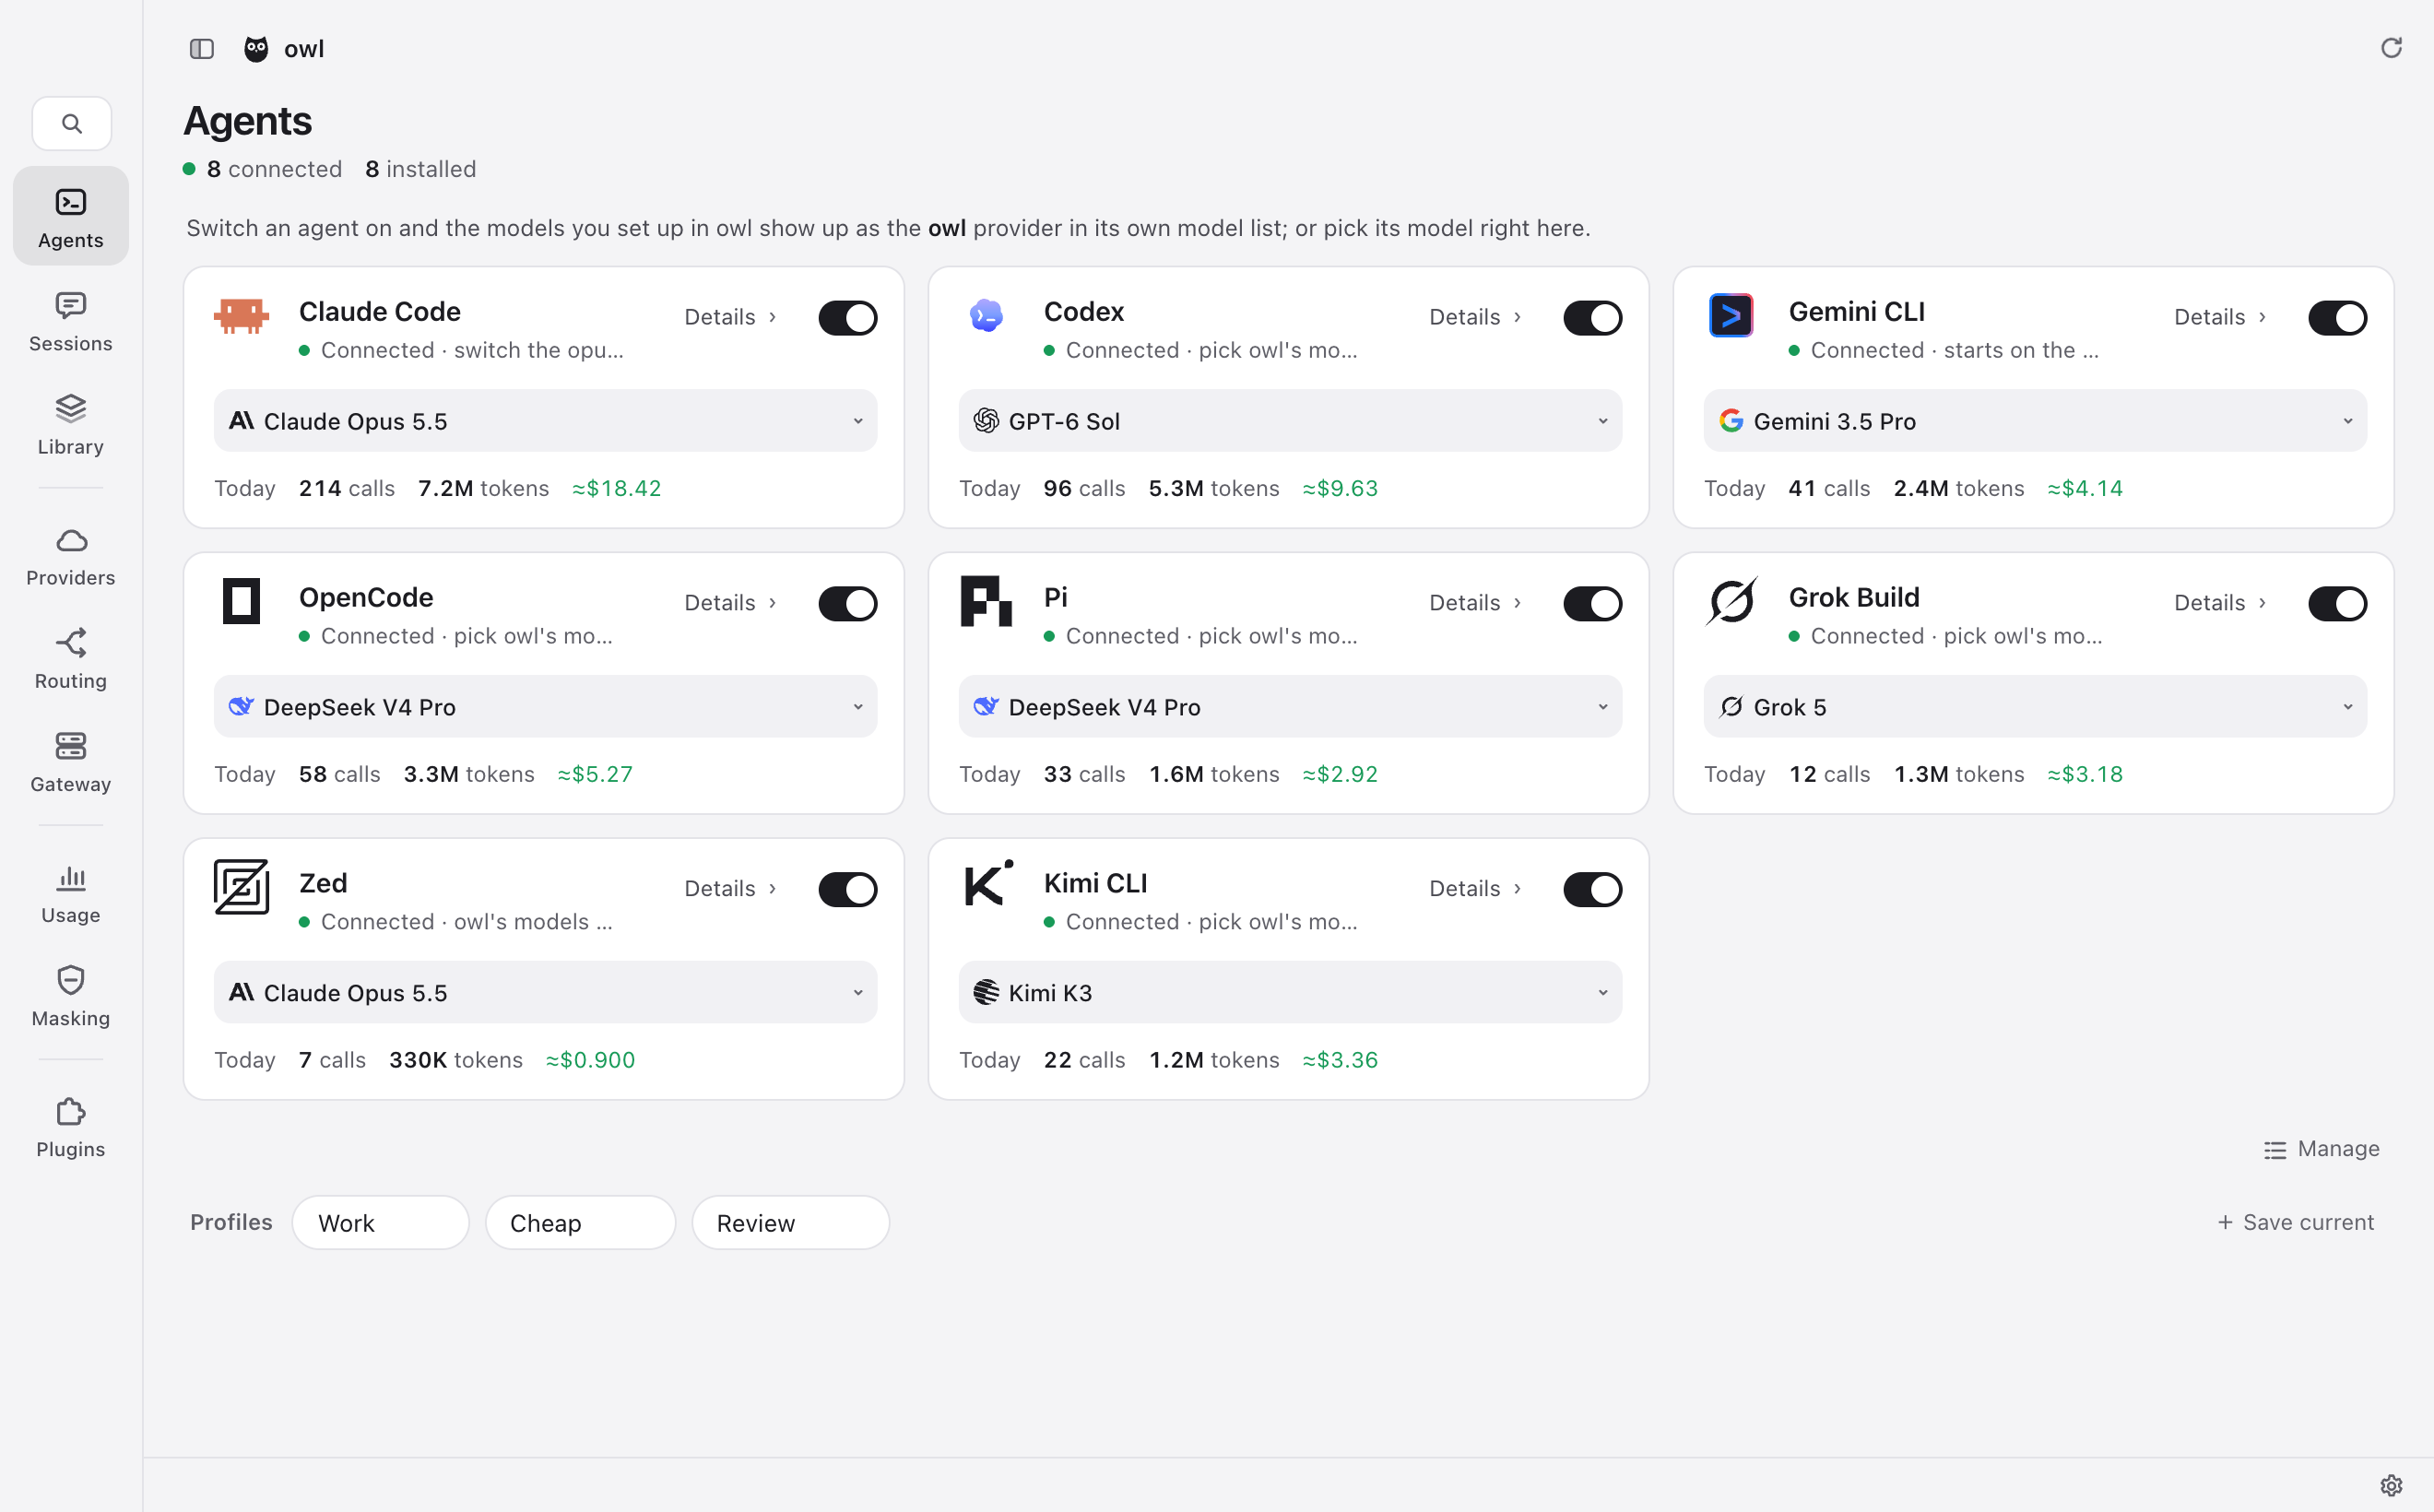 owl
Agents
8 connected 8 installed
Switch an agent on and the models you set up in owl show up as the owl provider in its own model list; or pick its model right here.
Agents
Sessions
Library
Providers
Routing
Gateway
Usage
Masking
Plugins
Claude Code
Details ›
Connected · switch the opu...
Claude Opus 5.5
Today 214 calls 7.2M tokens ≈$18.42
Codex
Details ›
Connected · pick owl's mo...
GPT-6 Sol
Today 96 calls 5.3M tokens ≈$9.63
Gemini CLI
Details ›
Connected · starts on the ...
Gemini 3.5 Pro
Today 41 calls 2.4M tokens ≈$4.14
OpenCode
Details ›
Connected · pick owl's mo...
DeepSeek V4 Pro
Today 58 calls 3.3M tokens ≈$5.27
Pi
Details ›
Connected · pick owl's mo...
DeepSeek V4 Pro
Today 33 calls 1.6M tokens ≈$2.92
Grok Build
Details ›
Connected · pick owl's mo...
Grok 5
Today 12 calls 1.3M tokens ≈$3.18
Zed
Details ›
Connected · owl's models ...
Claude Opus 5.5
Today 7 calls 330K tokens ≈$0.900
Kimi CLI
Details ›
Connected · pick owl's mo...
Kimi K3
Today 22 calls 1.2M tokens ≈$3.36
Manage
Profiles Work Cheap Review
+ Save current